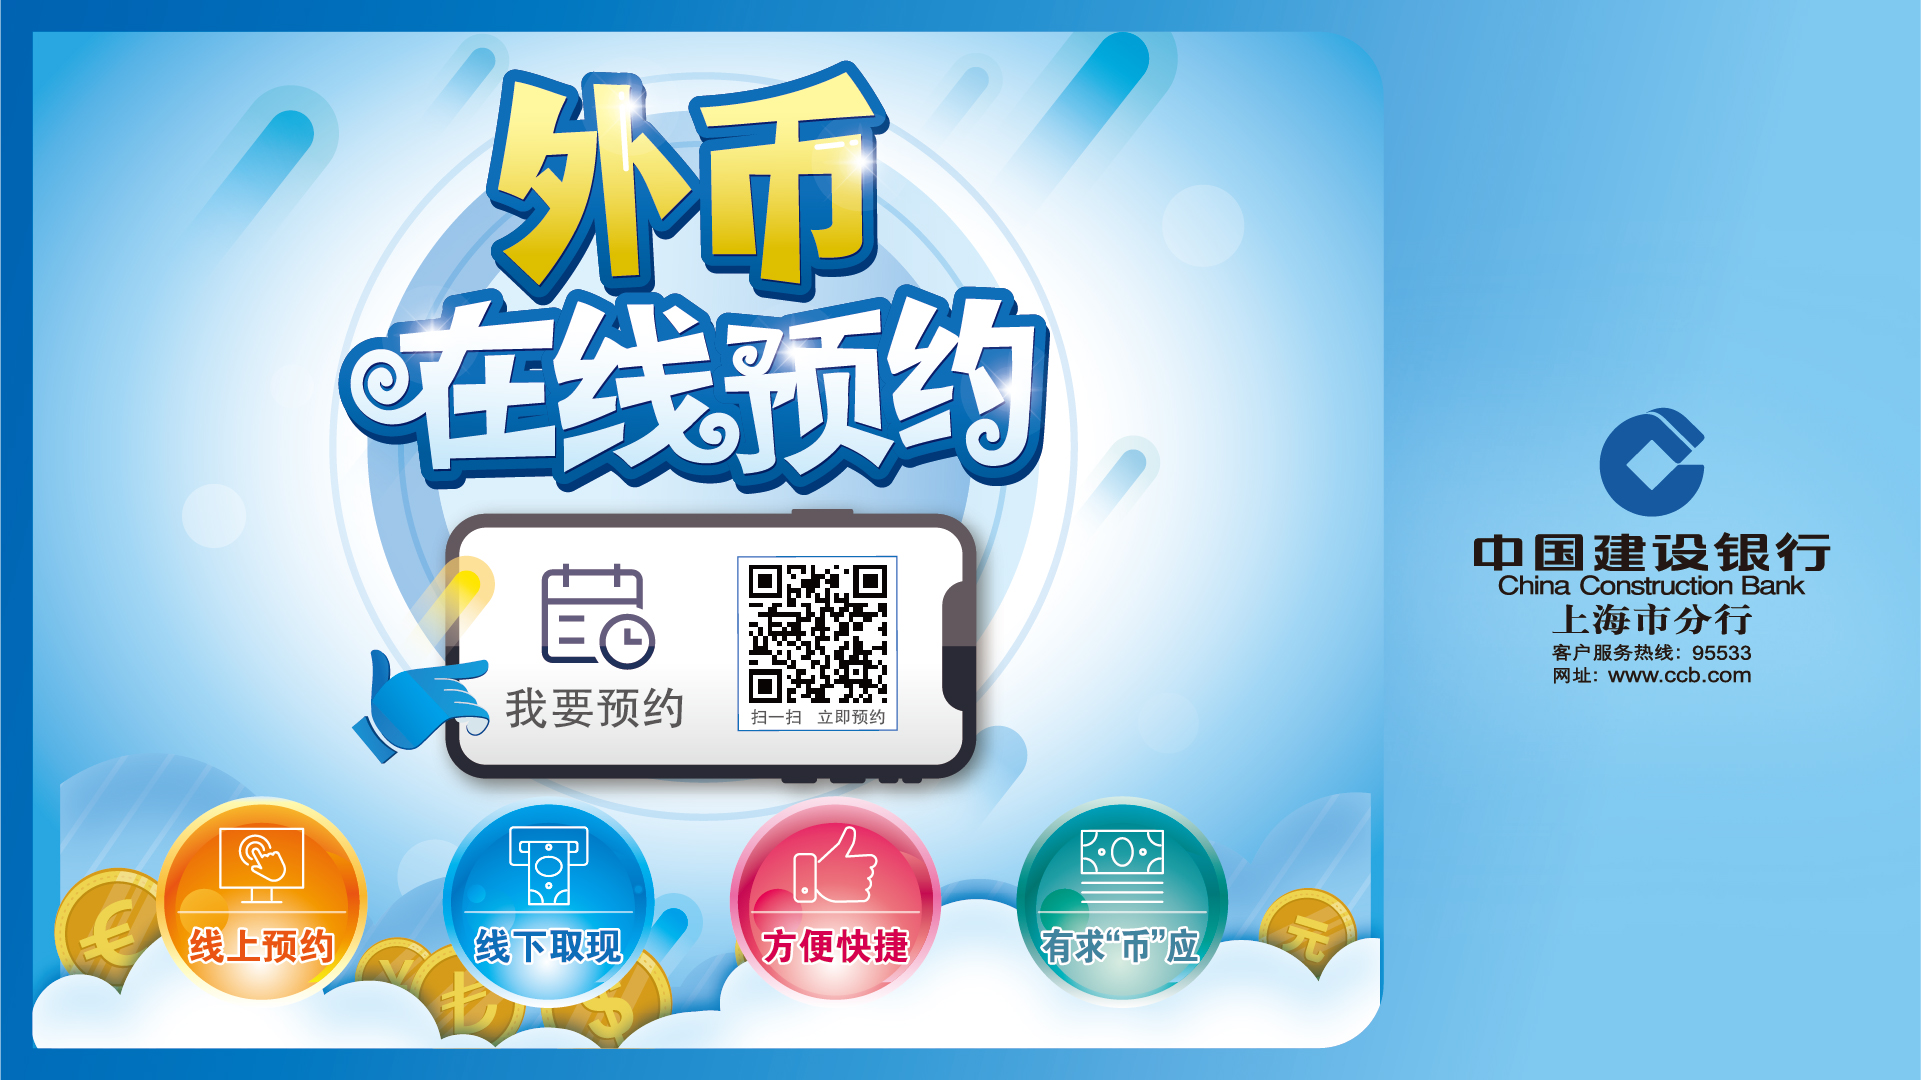 外币
在线预约
我要预约
扫一扫 立即预约
线上预约
线下取现
方便快捷
有求“币”应
中国建设银行
China Construction Bank
上海市分行
客户服务热线：95533
网址：www.ccb.com
€
¥
₺
$
元